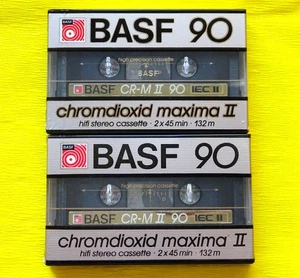 BASF 90
high precision cassette
BASF
BASF CR-M II 90 IEC II
chromdioxid maxima II
hifi stereo cassette · 2 x 45 min · 132 m
BASF 90
high precision cassette
BASF CR-M II 90 IEC II
chromdioxid maxima II
hifi stereo cassette · 2 x 45 min · 132 m